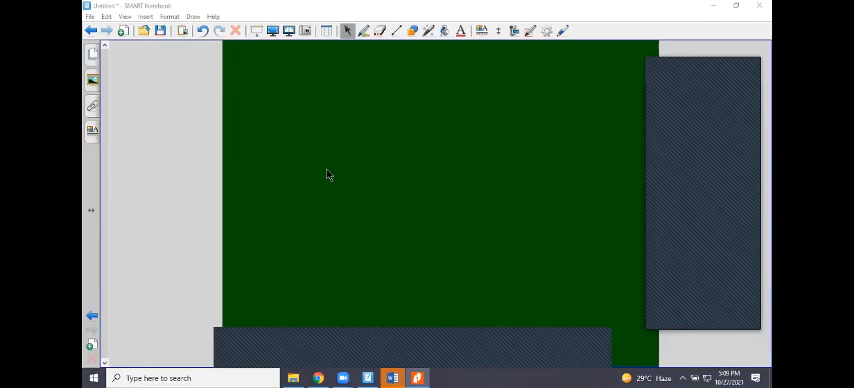 Untitled * - SMART Notebook
File Edit View Insert Format Draw Help
Type here to search
29°C Haze
5:09 PM
10/27/2021